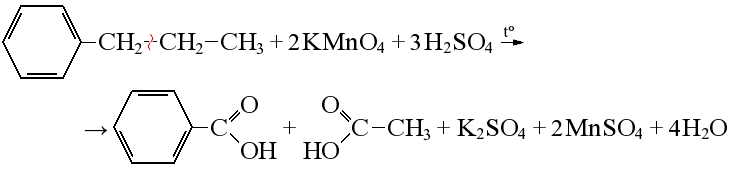 CH₂-CH₂-CH₃ + 2KMnO₄ + 3H₂SO₄ t° →
→ C O OH + O HO C-CH₃ + K₂SO₄ + 2MnSO₄ + 4H₂O